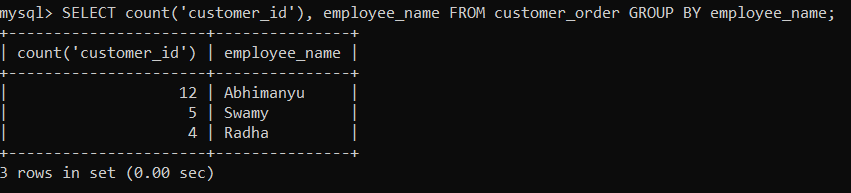 mysql> SELECT count('customer_id'), employee_name FROM customer_order GROUP BY employee_name;
+----------------------+---------------+
| count('customer_id') | employee_name |
+----------------------+---------------+
|                   12 | Abhimanyu     |
|                    5 | Swamy         |
|                    4 | Radha         |
+----------------------+---------------+
3 rows in set (0.00 sec)